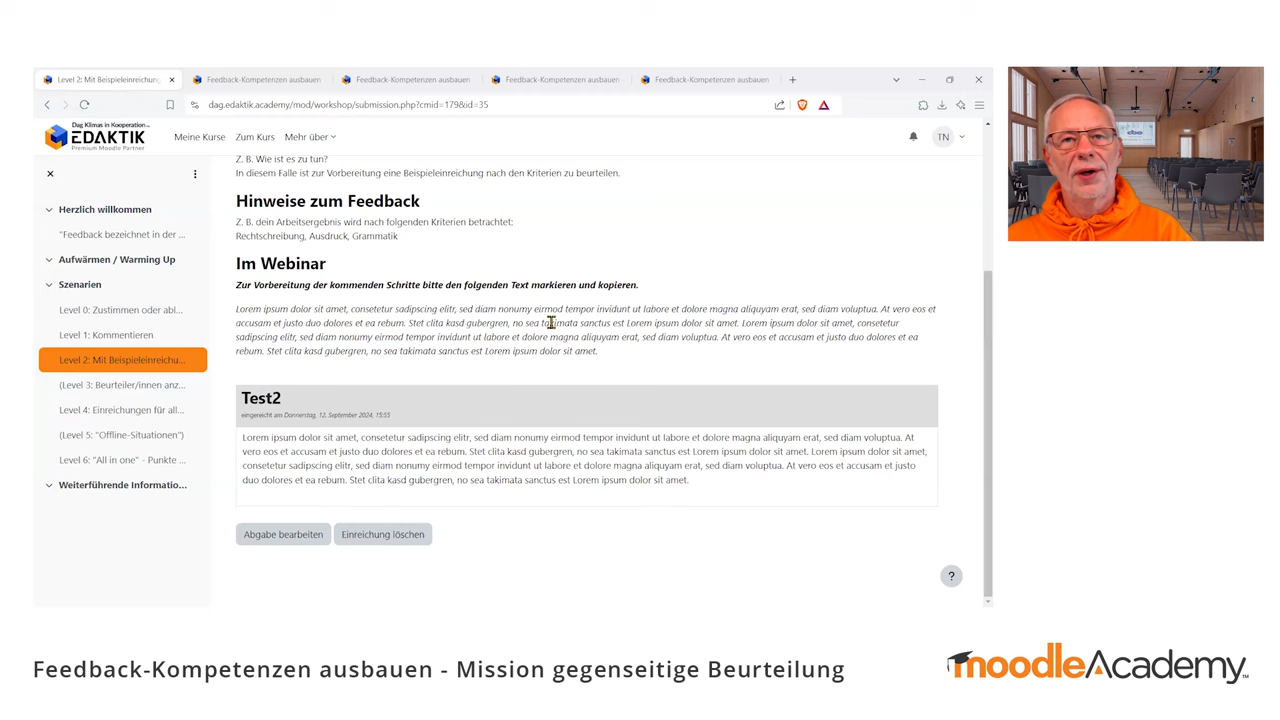 Level 2: Mit Beispieleinreichun
Feedback-Kompetenzen ausbauen
Feedback-Kompetenzen ausbauen
Feedback-Kompetenzen ausbauen
Feedback-Kompetenzen ausbauen
dag.edaktik.academy/mod/workshop/submission.php?cmid=179&id=35
Dag Klimas in Kooperation
EDAKTIK
Premium Moodle Partner
Meine Kurse
Zum Kurs
Mehr über
TN
Herzlich willkommen
"Feedback bezeichnet in der ...
Aufwärmen / Warming Up
Szenarien
Level 0: Zustimmen oder abl...
Level 1: Kommentieren
Level 2: Mit Beispieleinreichu...
(Level 3: Beurteiler/innen anz...
Level 4: Einreichungen für all...
(Level 5: "Offline-Situationen")
Level 6: "All in one" - Punkte ...
Weiterführende Informatio...
Z. B. Wie ist es zu tun?
In diesem Falle ist zur Vorbereitung eine Beispieleinreichung nach den Kriterien zu beurteilen.
Hinweise zum Feedback
Z. B. dein Arbeitsergebnis wird nach folgenden Kriterien betrachtet:
Rechtschreibung, Ausdruck, Grammatik
Im Webinar
Zur Vorbereitung der kommenden Schritte bitte den folgenden Text markieren und kopieren.
Lorem ipsum dolor sit amet, consetetur sadipscing elitr, sed diam nonumy eirmod tempor invidunt ut labore et dolore magna aliquyam erat, sed diam voluptua. At vero eos et
accusam et justo duo dolores et ea rebum. Stet clita kasd gubergren, no sea takimata sanctus est Lorem ipsum dolor sit amet. Lorem ipsum dolor sit amet, consetetur
sadipscing elitr, sed diam nonumy eirmod tempor invidunt ut labore et dolore magna aliquyam erat, sed diam voluptua. At vero eos et accusam et justo duo dolores et ea
rebum. Stet clita kasd gubergren, no sea takimata sanctus est Lorem ipsum dolor sit amet.
Test2
eingereicht am Donnerstag, 12. September 2024, 15:55
Lorem ipsum dolor sit amet, consetetur sadipscing elitr, sed diam nonumy eirmod tempor invidunt ut labore et dolore magna aliquyam erat, sed diam voluptua. At
vero eos et accusam et justo duo dolores et ea rebum. Stet clita kasd gubergren, no sea takimata sanctus est Lorem ipsum dolor sit amet. Lorem ipsum dolor sit amet,
consetetur sadipscing elitr, sed diam nonumy eirmod tempor invidunt ut labore et dolore magna aliquyam erat, sed diam voluptua. At vero eos et accusam et justo
duo dolores et ea rebum. Stet clita kasd gubergren, no sea takimata sanctus est Lorem ipsum dolor sit amet.
Abgabe bearbeiten
Einreichung löschen
?
Feedback-Kompetenzen ausbauen - Mission gegenseitige Beurteilung
moodleAcademy™